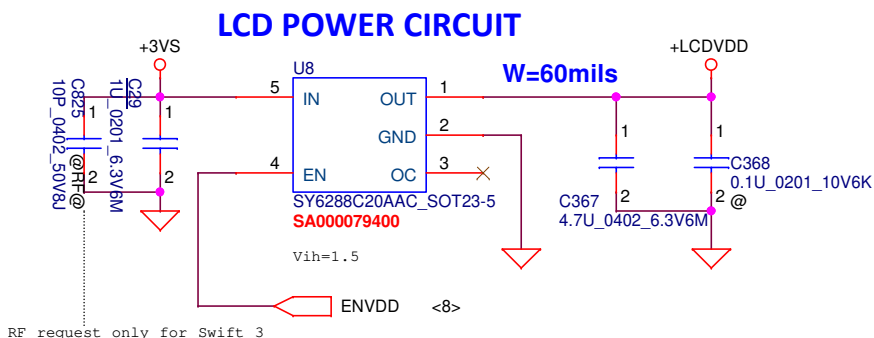 LCD POWER CIRCUIT
+3VS
+LCDVDD
U8
W=60mils
C825
10P_0402_50V8J
@RF@
C29
1U_0201_6.3V6M
1
2
1
2
5
IN
OUT
1
GND
2
4
EN
OC
3
SY6288C20AAC_SOT23-5
SA000079400
Vih=1.5
1
2
C367
4.7U_0402_6.3V6M
1
2
C368
0.1U_0201_10V6K
@
ENVDD <8>
RF request only for Swift 3